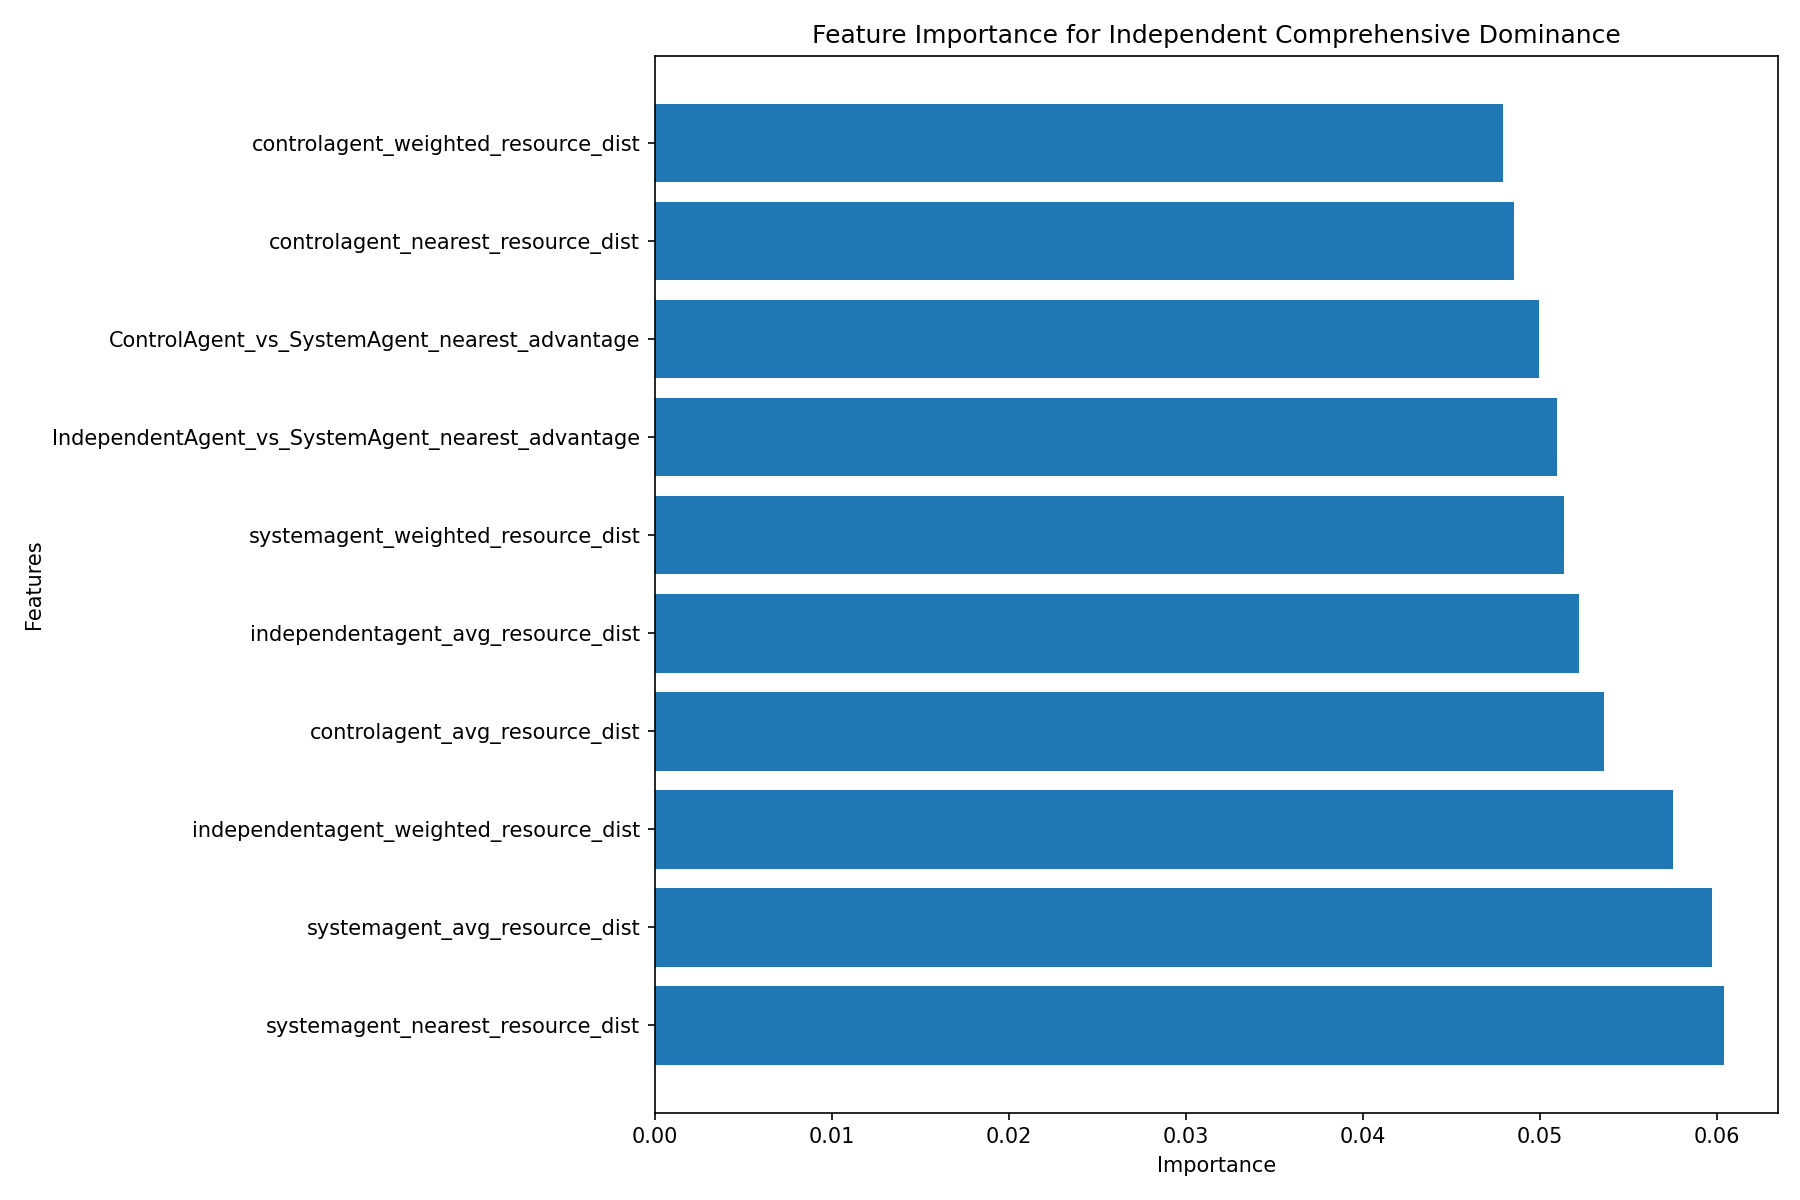 Feature Importance for Independent Comprehensive Dominance
controlagent_weighted_resource_dist
controlagent_nearest_resource_dist
ControlAgent_vs_SystemAgent_nearest_advantage
IndependentAgent_vs_SystemAgent_nearest_advantage
systemagent_weighted_resource_dist
independentagent_avg_resource_dist
controlagent_avg_resource_dist
independentagent_weighted_resource_dist
systemagent_avg_resource_dist
systemagent_nearest_resource_dist
Features
0.00 0.01 0.02 0.03 0.04 0.05 0.06
Importance